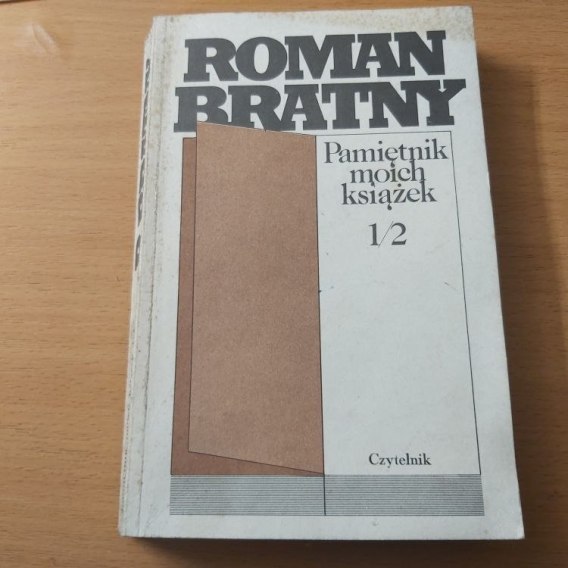 ROMAN
BRATNY
Pamiętnik
moich
książek
1/2
Czytelnik